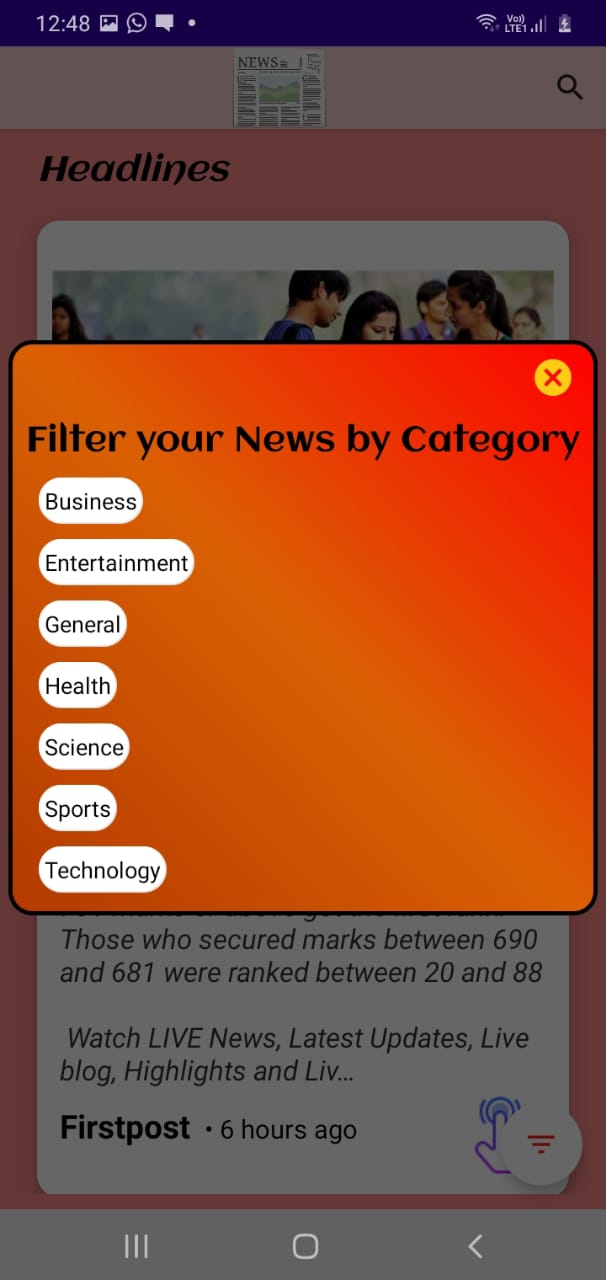 12:48
Vo))
LTE1
NEWS
Headlines
Filter your News by Category
Business
Entertainment
General
Health
Science
Sports
Technology
Those who secured marks between 690
and 681 were ranked between 20 and 88
Watch LIVE News, Latest Updates, Live
blog, Highlights and Liv...
Firstpost • 6 hours ago